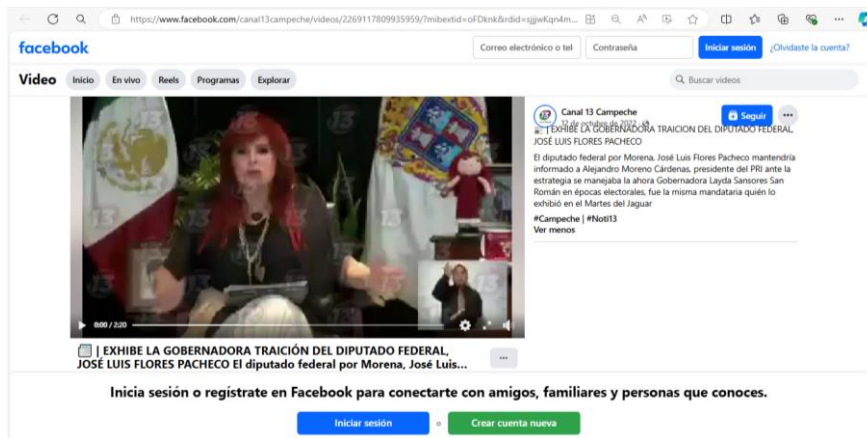 https://www.facebook.com/canal13campeche/videos/2269117809935959/?mibextid=oFDknk&rdid=sjjwKqn4m...
facebook
Correo electrónico o tel
Contraseña
Iniciar sesión
¿Olvidaste la cuenta?
Video
Inicio
En vivo
Reels
Programas
Explorar
Buscar videos
13
0:00 / 2:20
Canal 13 Campeche
12 de octubre de 2022
Seguir
| EXHIBE LA GOBERNADORA TRAICION DEL DIPUTADO FEDERAL,
JOSÉ LUIS FLORES PACHECO
El diputado federal por Morena, José Luis Flores Pacheco mantendría
informado a Alejandro Moreno Cárdenas, presidente del PRI ante la
estrategia se manejaba la ahora Gobernadora Layda Sansores San
Román en épocas electorales, fue la misma mandataria quién lo
exhibió en el Martes del Jaguar
#Campeche | #Noti13
Ver menos
| EXHIBE LA GOBERNADORA TRAICIÓN DEL DIPUTADO FEDERAL,
JOSÉ LUIS FLORES PACHECO El diputado federal por Morena, José Luis...
Inicia sesión o regístrate en Facebook para conectarte con amigos, familiares y personas que conoces.
Iniciar sesión
o
Crear cuenta nueva